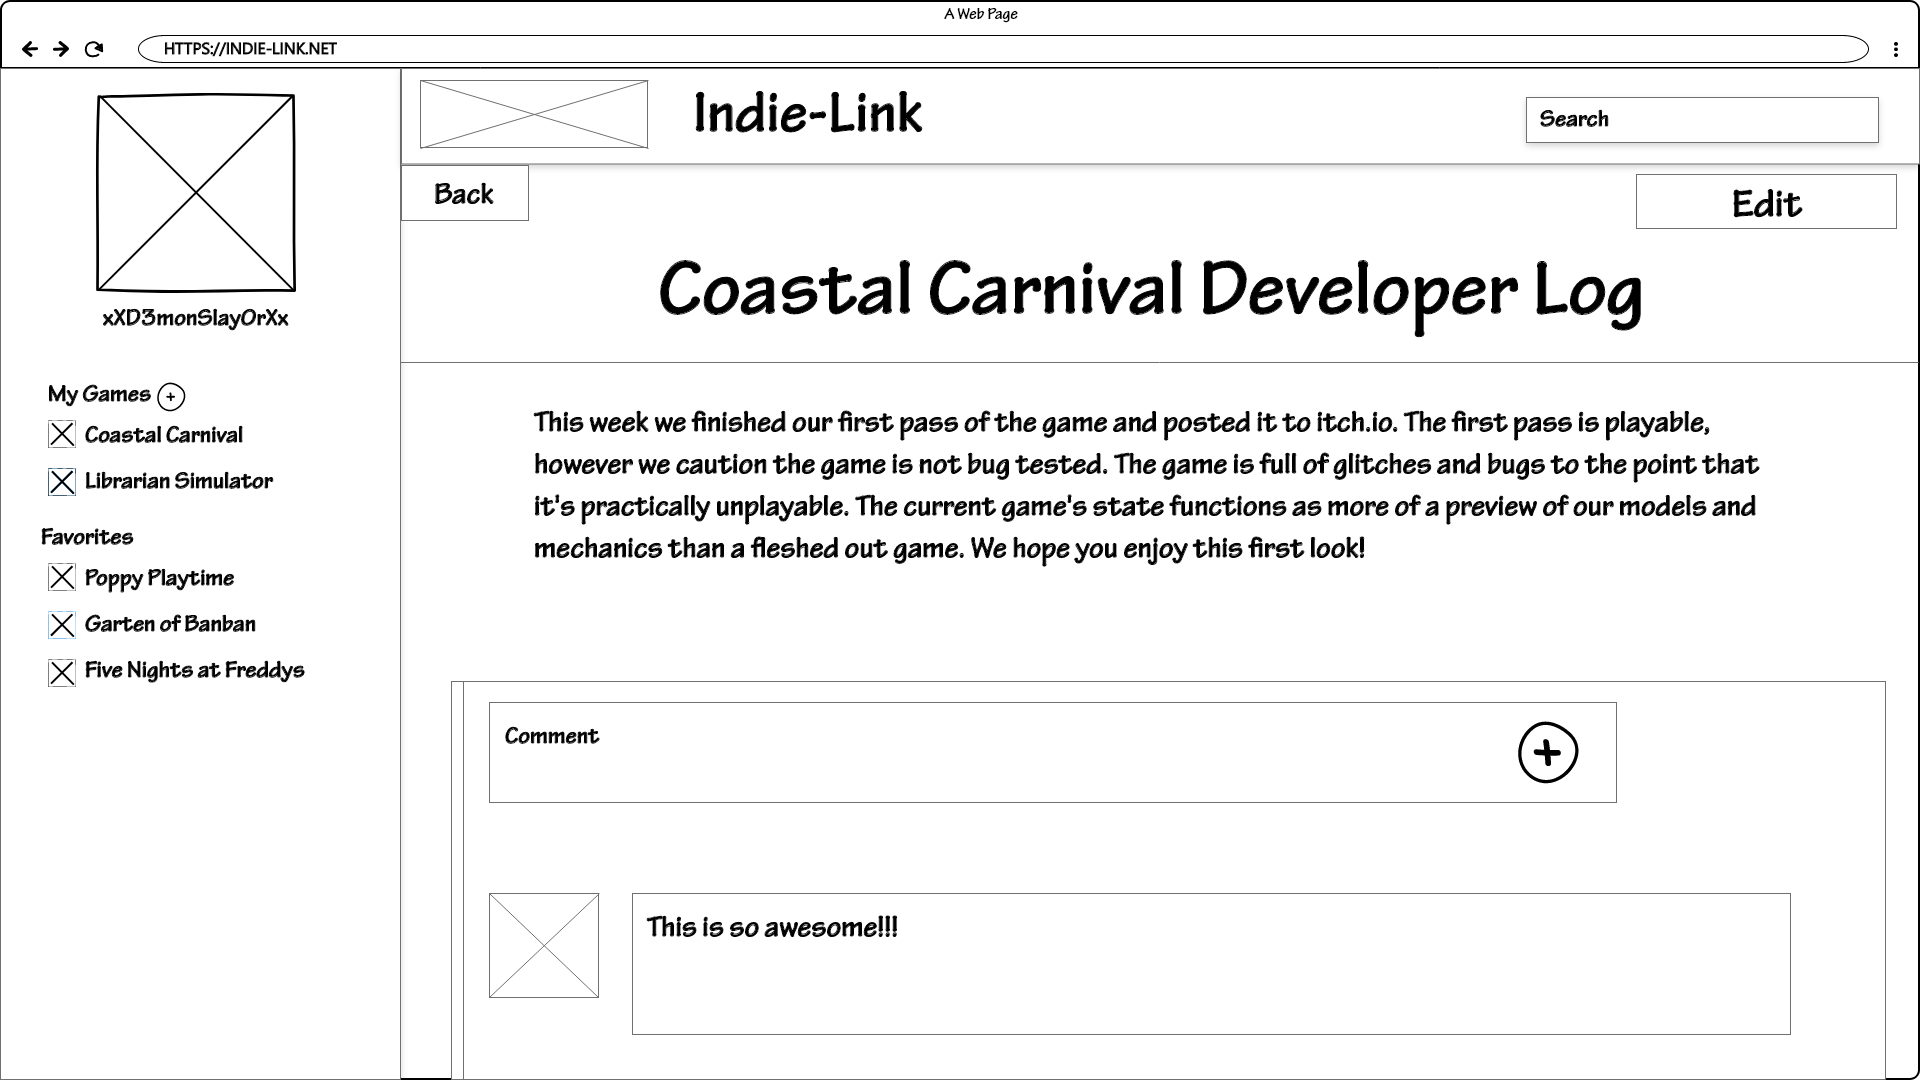 A Web Page
HTTPS://INDIE-LINK.NET
Indie-Link
Search
Back
Edit
xXD3monSlayOrXx
My Games +
Coastal Carnival
Librarian Simulator
Favorites
Poppy Playtime
Garten of Banban
Five Nights at Freddys
Coastal Carnival Developer Log
This week we finished our first pass of the game and posted it to itch.io. The first pass is playable,
however we caution the game is not bug tested. The game is full of glitches and bugs to the point that
it's practically unplayable. The current game's state functions as more of a preview of our models and
mechanics than a fleshed out game. We hope you enjoy this first look!
Comment
+
This is so awesome!!!